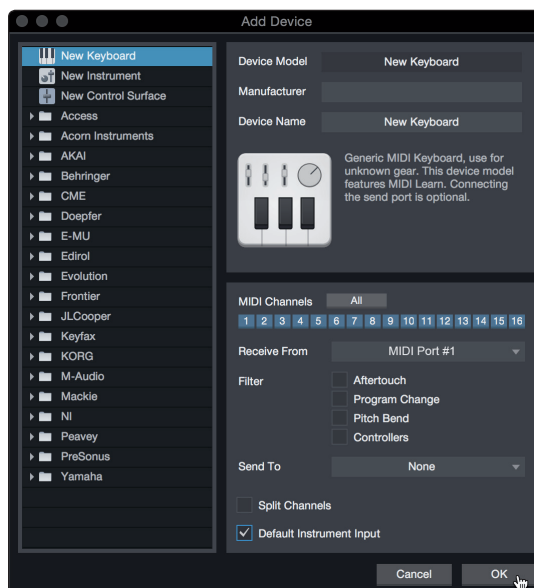 Add Device
New Keyboard
New Instrument
New Control Surface
Access
Acorn Instruments
AKAI
Behringer
CME
Doepfer
E-MU
Edirol
Evolution
Frontier
JLCooper
Keyfax
KORG
M-Audio
Mackie
NI
Peavey
PreSonus
Yamaha
Device Model New Keyboard
Manufacturer
Device Name New Keyboard
Generic MIDI Keyboard, use for
unknown gear. This device model
features MIDI Learn. Connecting
the send port is optional.
MIDI Channels All
1 2 3 4 5 6 7 8 9 10 11 12 13 14 15 16
Receive From MIDI Port #1
Filter Aftertouch
Program Change
Pitch Bend
Controllers
Send To None
Split Channels
Default Instrument Input
Cancel OK